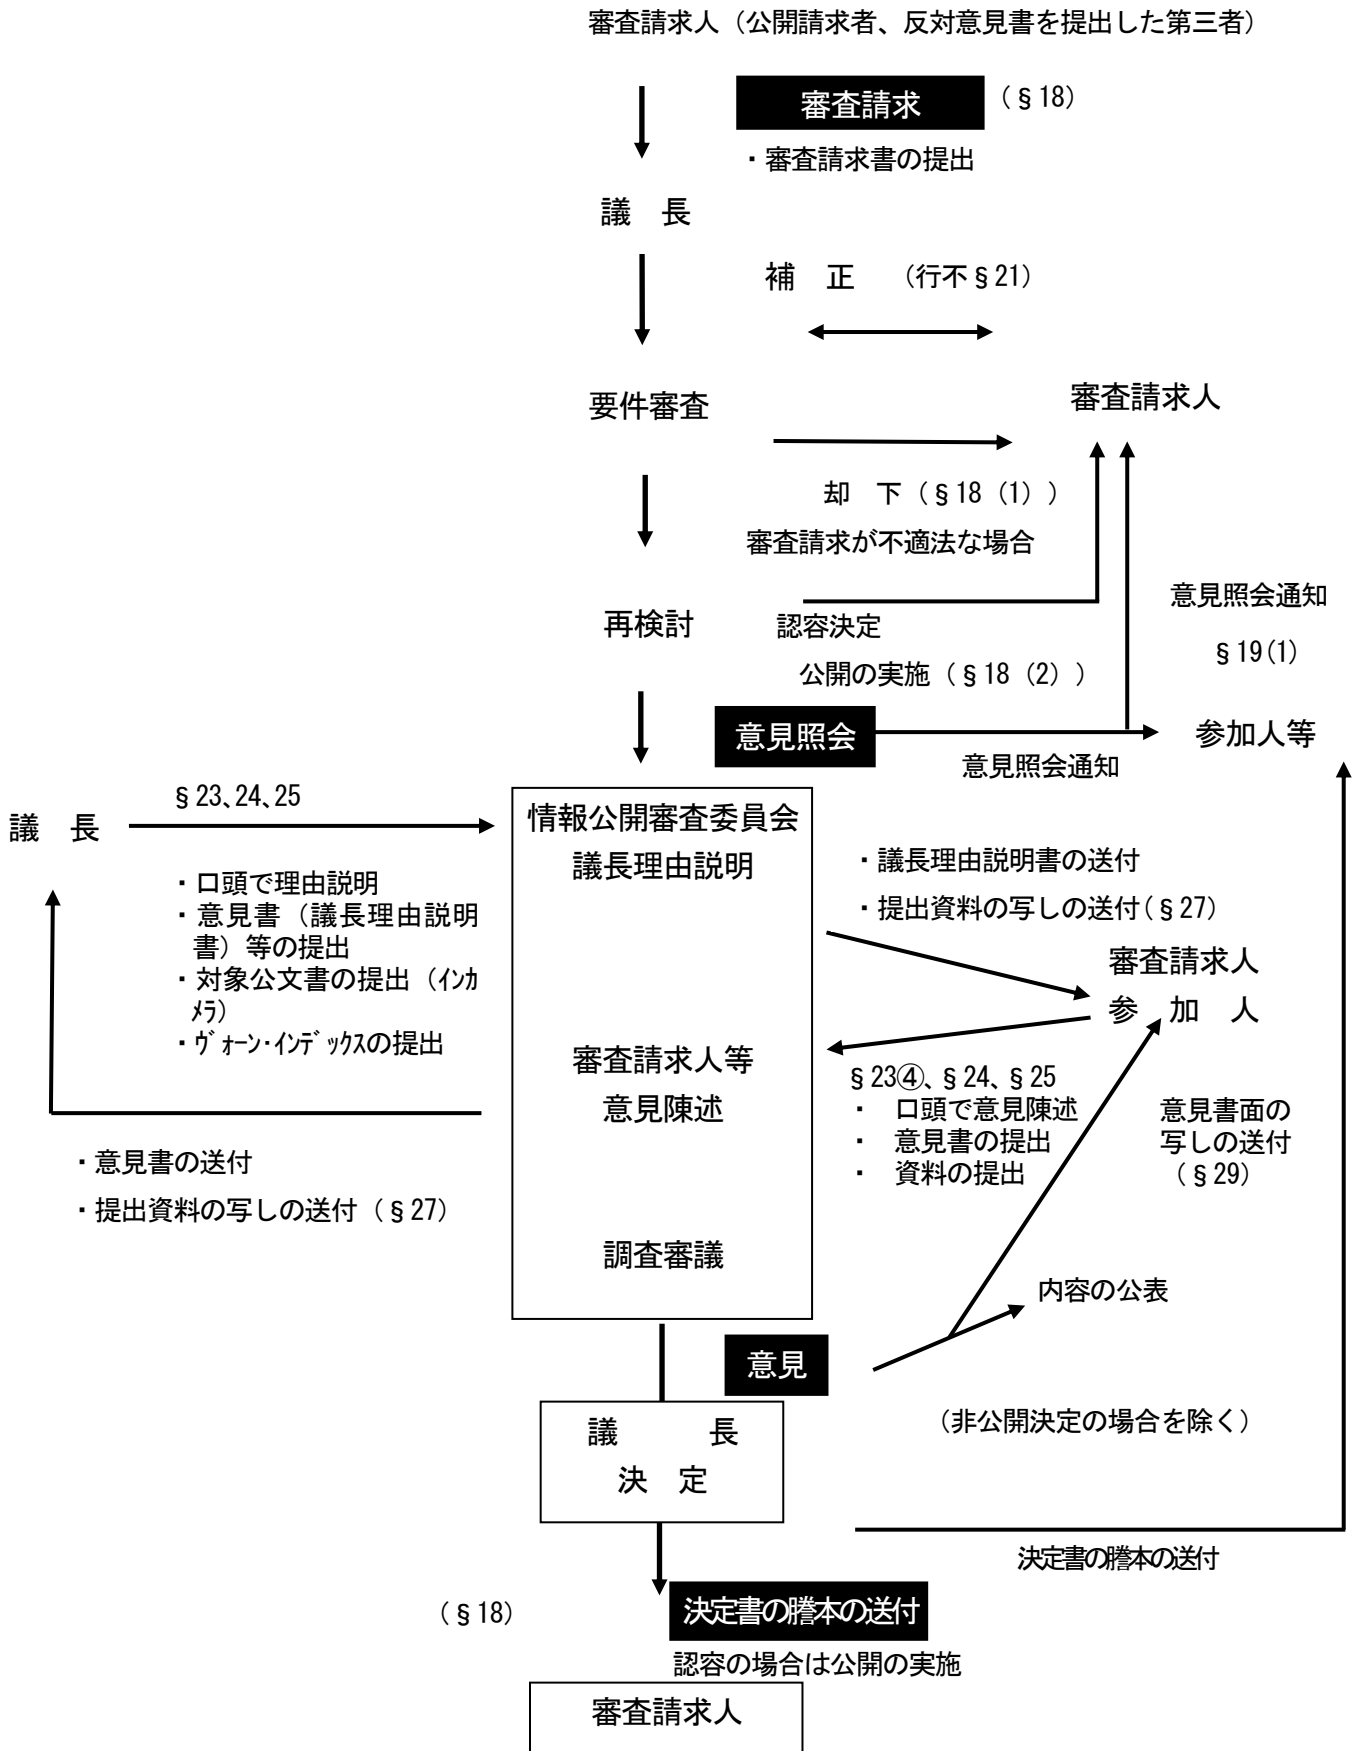 審査請求人（公開請求者、反対意見書を提出した第三者）
審査請求
（§18）
・審査請求書の提出
議　長
補　正　（行不§21）
要件審査
審査請求人
却　下（§18（1））
審査請求が不適法な場合
再検討
認容決定
公開の実施（§18（2））
意見照会通知
§19(1)
意見照会
意見照会通知
参加人等
議　長
§23、24、25
・口頭で理由説明
・意見書（議長理由説明
書）等の提出
・対象公文書の提出（ｲﾝｶ
ﾒﾗ）
・ヴォーン・インデックスの提出
・意見書の送付
・提出資料の写しの送付（§27）
情報公開審査委員会
議長理由説明
審査請求人等
意見陳述
調査審議
・議長理由説明書の送付
・提出資料の写しの送付（§27）
審査請求人
参　加　人
§23④、§24、§25
・　口頭で意見陳述
・　意見書の提出
・　資料の提出
意見書面の
写しの送付
（§29）
内容の公表
意見
（非公開決定の場合を除く）
議　　　長
決　定
決定書の謄本の送付
（§18）
決定書の謄本の送付
認容の場合は公開の実施
審査請求人